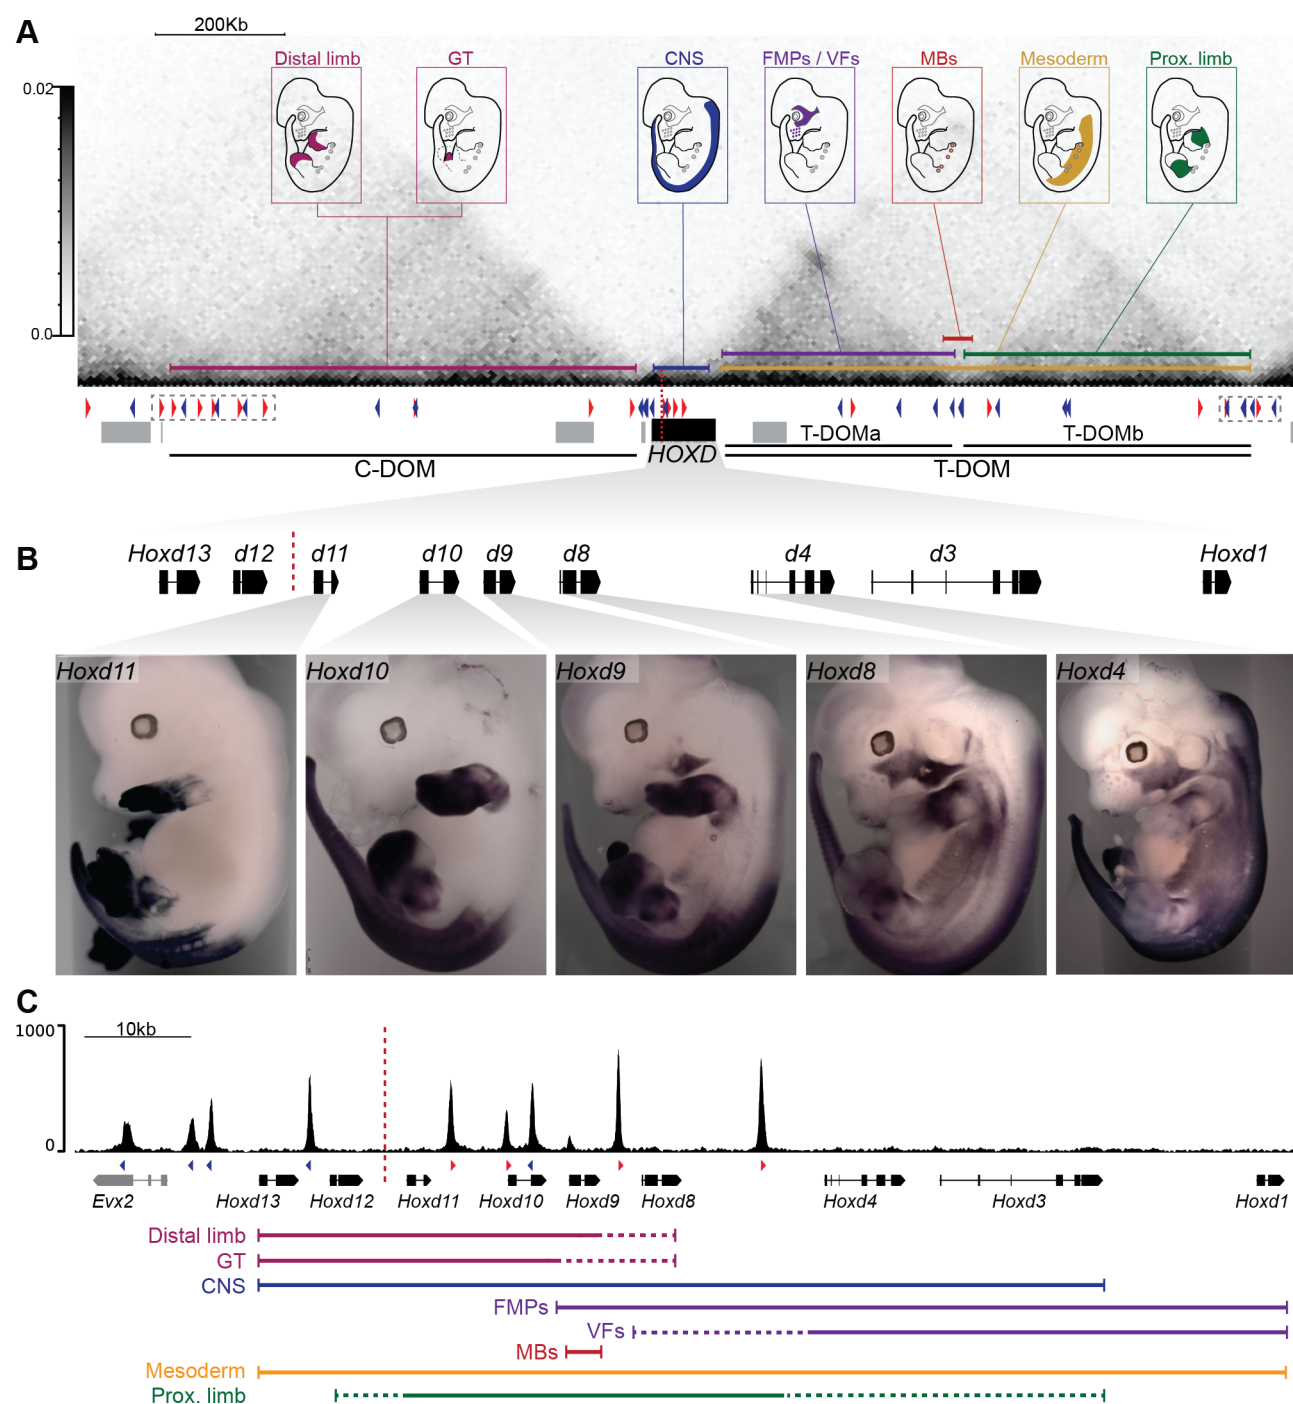 A
200Kb
Distal limb GT CNS FMPs / VFs MBs Mesoderm Prox. limb
0.02
0.0
T-DOMa T-DOMb
HOXD
C-DOM T-DOM
B
Hoxd13 d12 d11 d10 d9 d8 d4 d3 Hoxd1
Hoxd11 Hoxd10 Hoxd9 Hoxd8 Hoxd4
C
1000
10kb
0
Evx2 Hoxd13 Hoxd12 Hoxd11 Hoxd10 Hoxd9 Hoxd8 Hoxd4 Hoxd3 Hoxd1
Distal limb
GT
CNS
FMPs
VFs
MBs
Mesoderm
Prox. limb